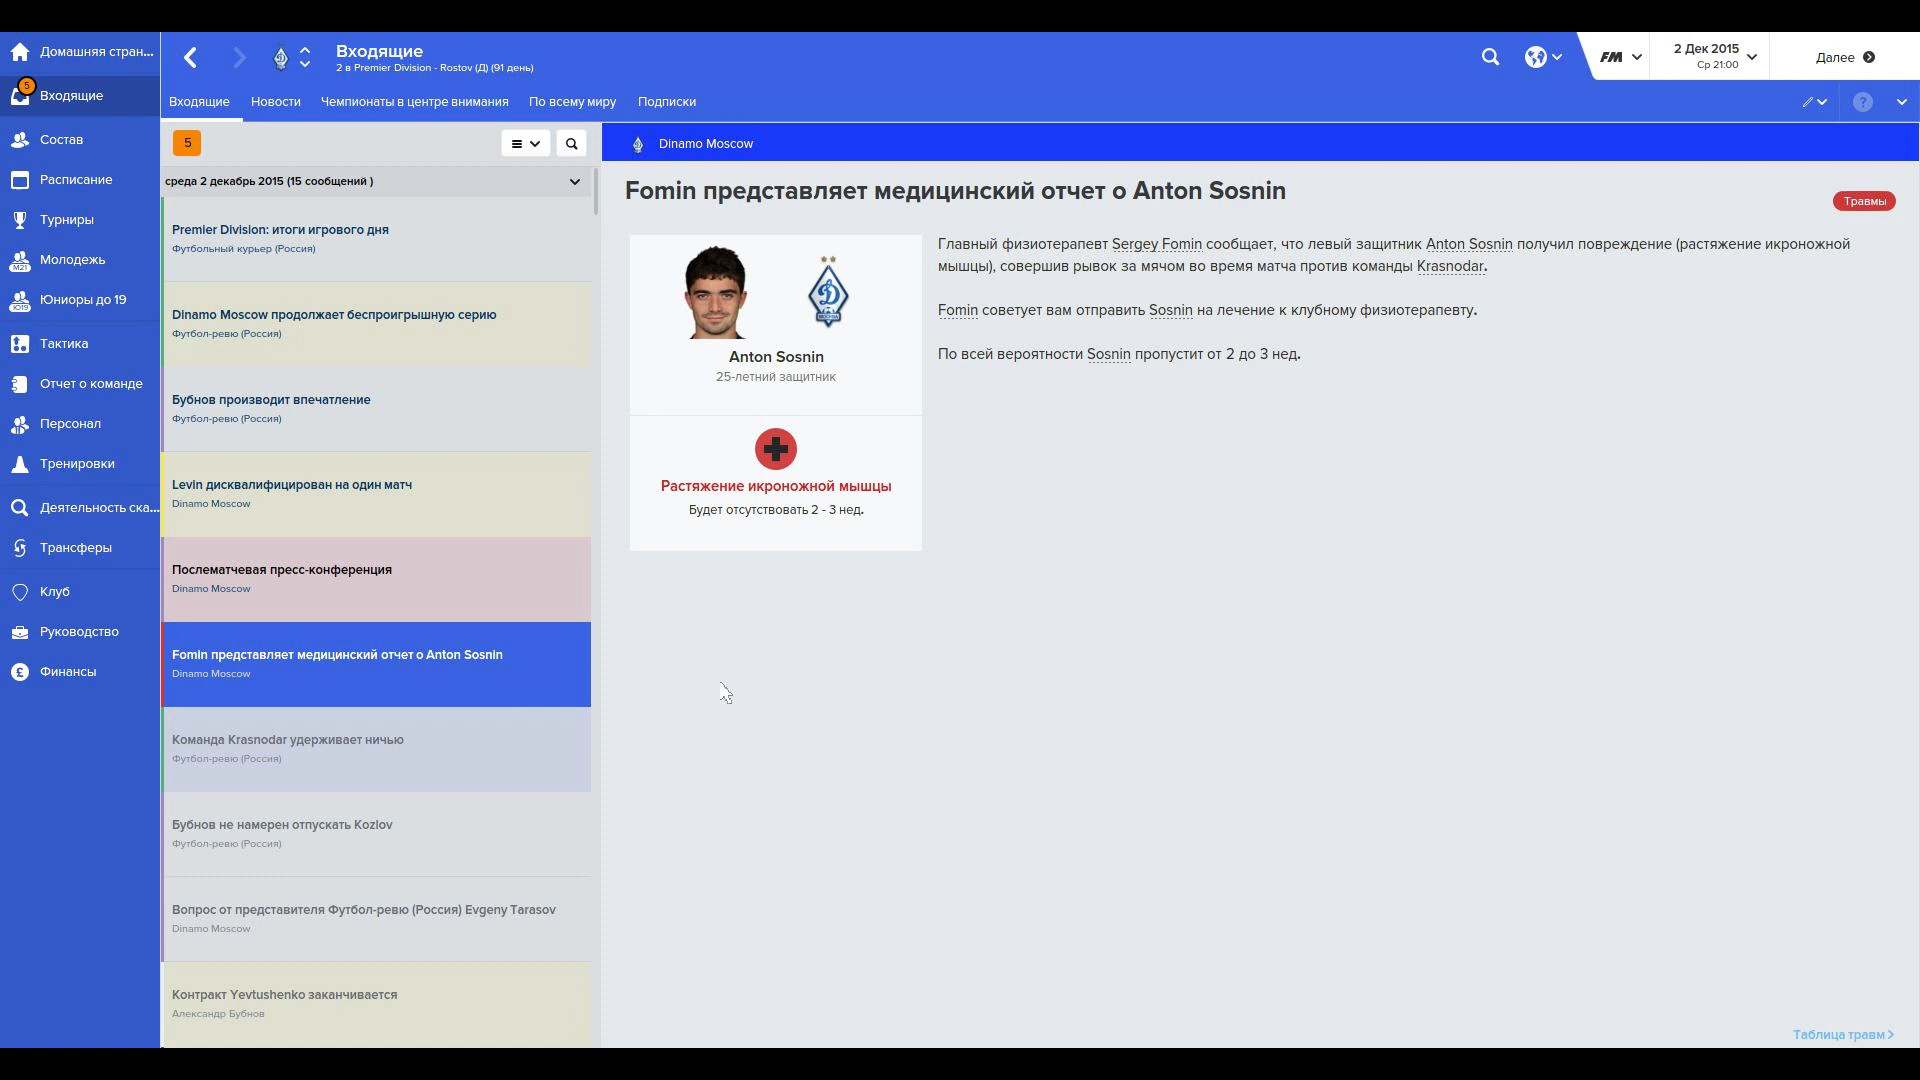 Домашняя стран...
5
Входящие
Состав
Расписание
Турниры
M21
Молодежь
Ю19
Юниоры до 19
Тактика
Отчет о команде
Персонал
Тренировки
Деятельность ска...
Трансферы
Клуб
Руководство
Финансы
Входящие
2 в Premier Division - Rostov (Д) (91 день)
FM
2 Дек 2015
Ср 21:00
Далее
Входящие
Новости
Чемпионаты в центре внимания
По всему миру
Подписки
?
5
среда 2 декабрь 2015 (15 сообщений )
Premier Division: итоги игрового дня
Футбольный курьер (Россия)
Dinamo Moscow продолжает беспроигрышную серию
Футбол-ревю (Россия)
Бубнов производит впечатление
Футбол-ревю (Россия)
Levin дисквалифицирован на один матч
Dinamo Moscow
Послематчевая пресс-конференция
Dinamo Moscow
Fomin представляет медицинский отчет о Anton Sosnin
Dinamo Moscow
Команда Krasnodar удерживает ничью
Футбол-ревю (Россия)
Бубнов не намерен отпускать Kozlov
Футбол-ревю (Россия)
Вопрос от представителя Футбол-ревю (Россия) Evgeny Tarasov
Dinamo Moscow
Контракт Yevtushenko заканчивается
Александр Бубнов
Dinamo Moscow
Fomin представляет медицинский отчет о Anton Sosnin
Травмы
Anton Sosnin
25-летний защитник
Растяжение икроножной мышцы
Будет отсутствовать 2 - 3 нед.
Главный физиотерапевт Sergey Fomin сообщает, что левый защитник Anton Sosnin получил повреждение (растяжение икроножной
мышцы), совершив рывок за мячом во время матча против команды Krasnodar.
Fomin советует вам отправить Sosnin на лечение к клубному физиотерапевту.
По всей вероятности Sosnin пропустит от 2 до 3 нед.
Таблица травм >